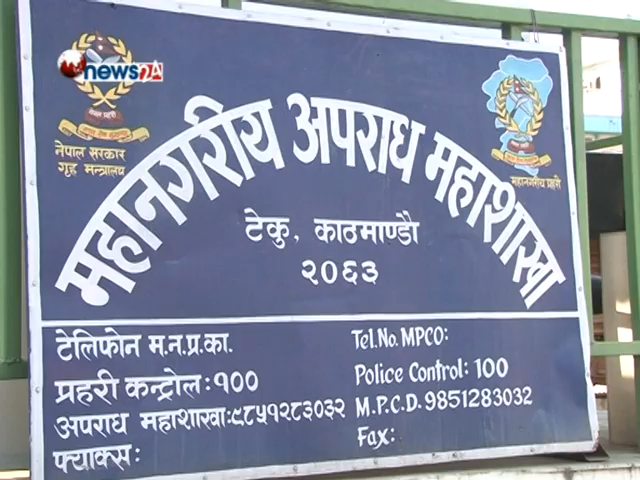 news24
नेपाल सरकार
गृह मन्त्रालय
महानगरीय प्रहरी
महानगरीय अपराध महाशाखा
टेकु, काठमाण्डौ
२०६३
टेलिफोन म.न.प्र.का.
प्रहरी कन्ट्रोल: १००
अपराध महाशाखा:९८५१२८३०३२
फ्याक्स:
Tel.No. MPCO:
Police Control: 100
M.P.C.D. 9851283032
Fax: